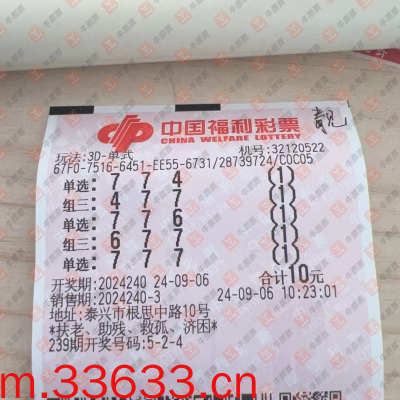 中国福利彩票
CHINA WELFARE LOTTERY
玩法:3D-单式 机号:32120522
67F0-7516-6451-EE55-6731/28739724/C0C05
单选: 7 7 4 (1)
组三: 4 7 7 (1)
单选: 7 7 6 (1)
组三: 6 7 7 (1)
单选: 7 7 7 (1)
开奖期:2024240 24-09-06 合计10元
销售期:2024240-3 24-09-06 10:23:01
地址:泰兴市根思中路10号
*扶老、助残、救孤、济困*
239期开奖号码:5-2-4
m.33633.cn